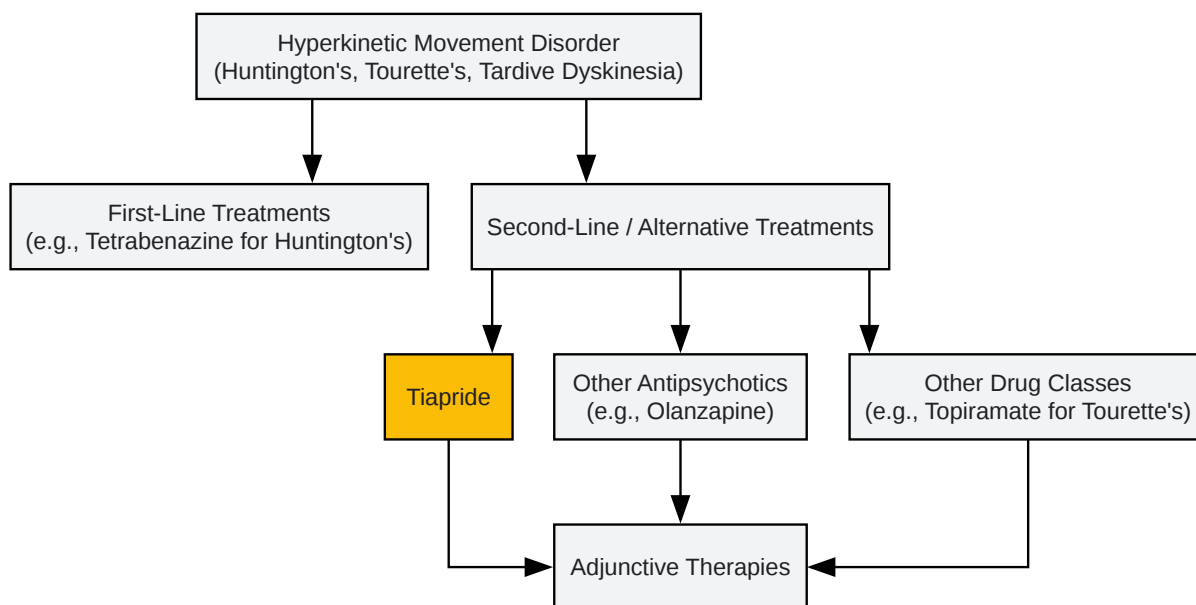 Hyperkinetic Movement Disorder
(Huntington's, Tourette's, Tardive Dyskinesia)
First-Line Treatments
(e.g., Tetrabenazine for Huntington's)
Second-Line / Alternative Treatments
Tiapride
Other Antipsychotics
(e.g., Olanzapine)
Other Drug Classes
(e.g., Topiramate for Tourette's)
Adjunctive Therapies